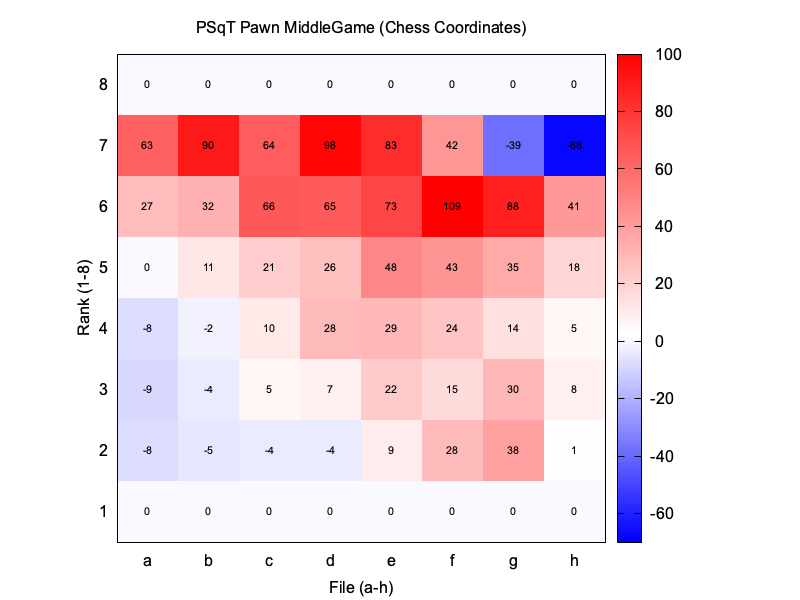 PSqT Pawn MiddleGame (Chess Coordinates)
8 0 0 0 0 0 0 0 0
7 63 90 64 98 83 42 -39 -68
6 27 32 66 65 73 109 88 41
5 0 11 21 26 48 43 35 18
4 -8 -2 10 28 29 24 14 5
3 -9 -4 5 7 22 15 30 8
2 -8 -5 -4 -4 9 28 38 1
1 0 0 0 0 0 0 0 0
a b c d e f g h
File (a-h)
Rank (1-8)
100
80
60
40
20
0
-20
-40
-60